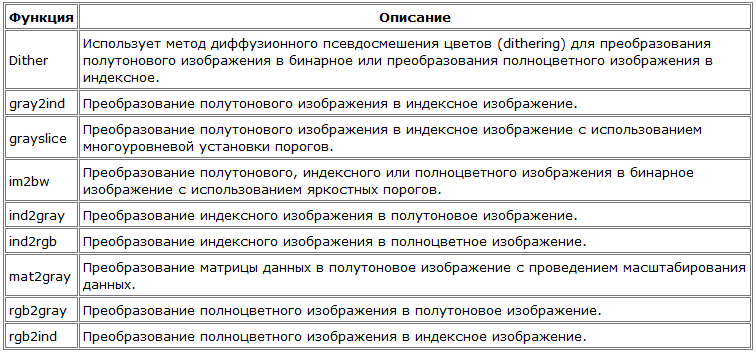 Функция Описание
Dither
Использует метод диффузионного псевдосмешения цветов (dithering) для преобразования
полутонового изображения в бинарное или преобразования полноцветного изображения в
индексное.
gray2ind Преобразование полутонового изображения в индексное изображение.
grayslice
Преобразование полутонового изображения в индексное изображение с использованием
многоуровневой установки порогов.
im2bw
Преобразование полутонового, индексного или полноцветного изображения в бинарное
изображение с использованием яркостных порогов.
ind2gray Преобразование индексного изображения в полутоновое изображение.
ind2rgb Преобразование индексного изображения в полноцветное изображение.
mat2gray
Преобразование матрицы данных в полутоновое изображение с проведением масштабирования
данных.
rgb2gray Преобразование полноцветного изображения в полутоновое изображение.
rgb2ind Преобразование полноцветного изображения в индексное изображение.